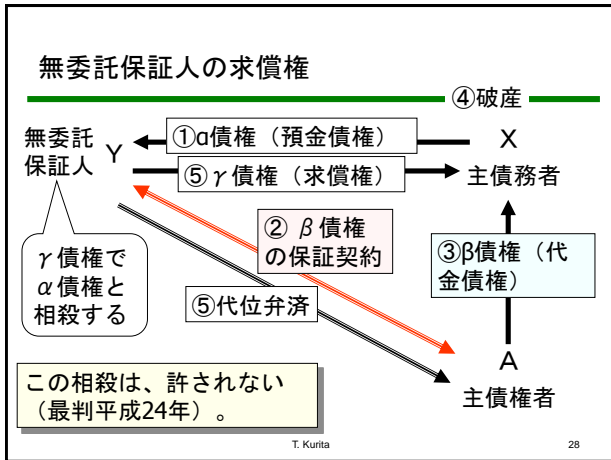 無委託保証人の求償権
④破産
①α債権（預金債権）
無委託
保証人
Y
X
主債務者
⑤γ債権（求償権）
② β債権
の保証契約
③β債権（代
金債権）
γ債権で
α債権と
相殺する
⑤代位弁済
A
主債権者
この相殺は、許されない
（最判平成24年）。
T. Kurita
28